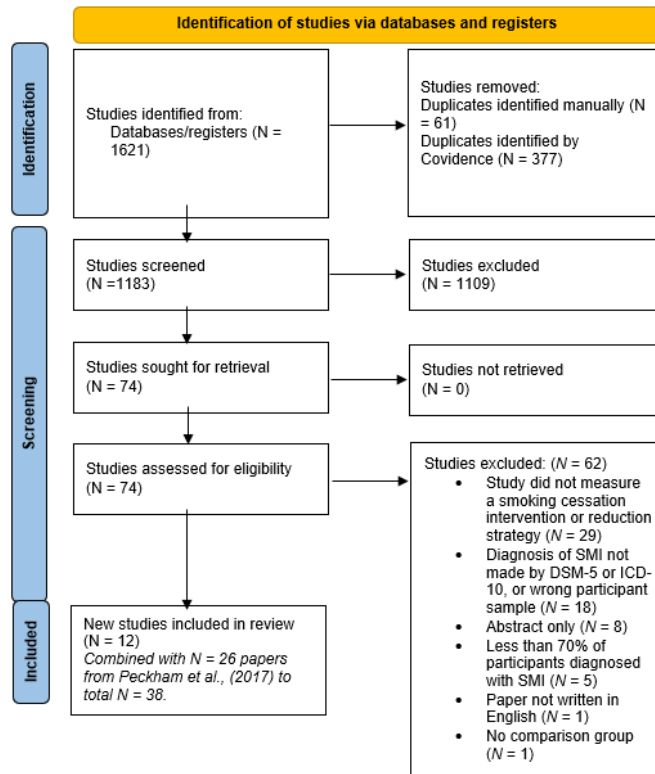 Identification of studies via databases and registers
Identification
Studies identified from:
Databases/registers (N =
1621)
Studies removed:
Duplicates identified manually (N
= 61)
Duplicates identified by
Covidence (N = 377)
Screening
Studies screened
(N =1183)
Studies excluded
(N = 1109)
Studies sought for retrieval
(N = 74)
Studies not retrieved
(N = 0)
Studies assessed for eligibility
(N = 74)
Studies excluded: (N = 62)
• Study did not measure
a smoking cessation
intervention or reduction
strategy (N = 29)
• Diagnosis of SMI not
made by DSM-5 or ICD-
10, or wrong participant
sample (N = 18)
• Abstract only (N = 8)
• Less than 70% of
participants diagnosed
with SMI (N = 5)
• Paper not written in
English (N = 1)
• No comparison group
(N = 1)
Included
New studies included in review
(N = 12)
Combined with N = 26 papers
from Peckham et al., (2017) to
total N = 38.